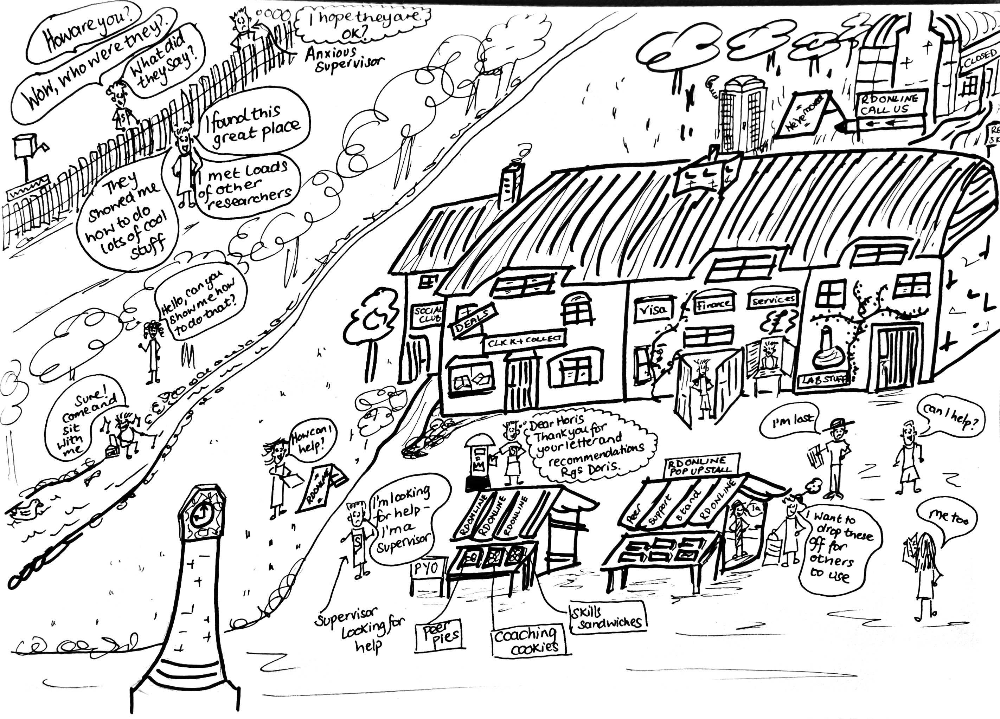 How are you?
Wow, who were they?
What did
they say?
I hope they are
ok?
Anxious
supervisor
S
I found this
great place
I met loads
of other
researchers
They
showed me
how to do
lots of cool
stuff
Hello, can you
show me how
to do that?
Sure!
come and
sit
with
me
CLOSED
RDONLINE
CALL US
We've moved
SOCIAL
CLUB
DEALS
CLICK + COLLECT
Visa
Finance
Services
£
LAB STUFF
How can I
help?
RDONLINE
S
Dear Horis
Thank you for
your letter and
recommendations
Rgs Doris.
I'm lost
can I help?
I'm looking
for help -
I'm a
supervisor
S
supervisor
looking for
help
RDONLINE
RDONLINE
RDONLINE
PYO
Peer
pies
coaching
cookies
skills
sandwiches
RDONLINE
POP UP STALL
Peer
support
stand
RDONLINE
Ta
I want to
drop these
off for
others
to use
me too